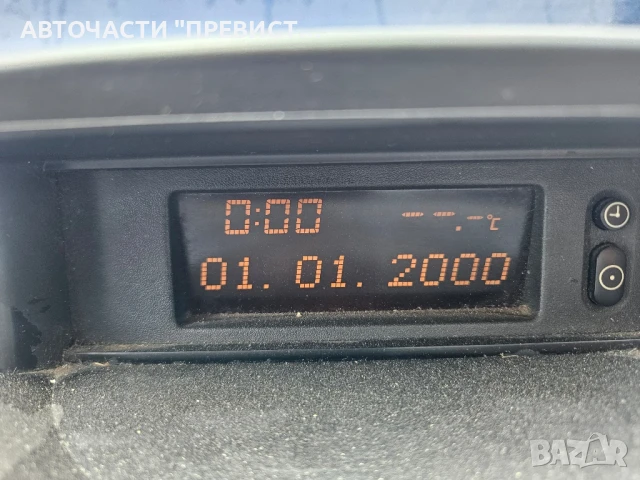 АВТОЧАСТИ "ПРЕВИСТ"
0:00 --.-°C
01. 01. 2000
BAZAR